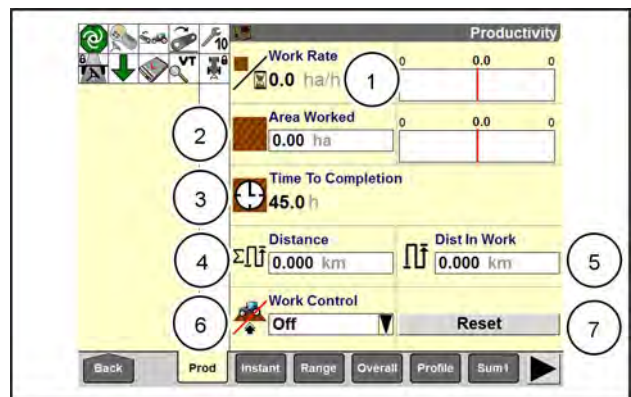 Productivity
10
A
VT
Work Rate
0.0 ha/h
1
0 0.0 0
Area Worked
2
0.00 ha
0 0.0 0
Time To Completion
3
45.0 h
Distance
Dist In Work
4
Σ
0.000 km
0.000 km
5
Work Control
6
Off
Reset
7
Back
Prod
Instant
Range
Overall
Profile
Sum1